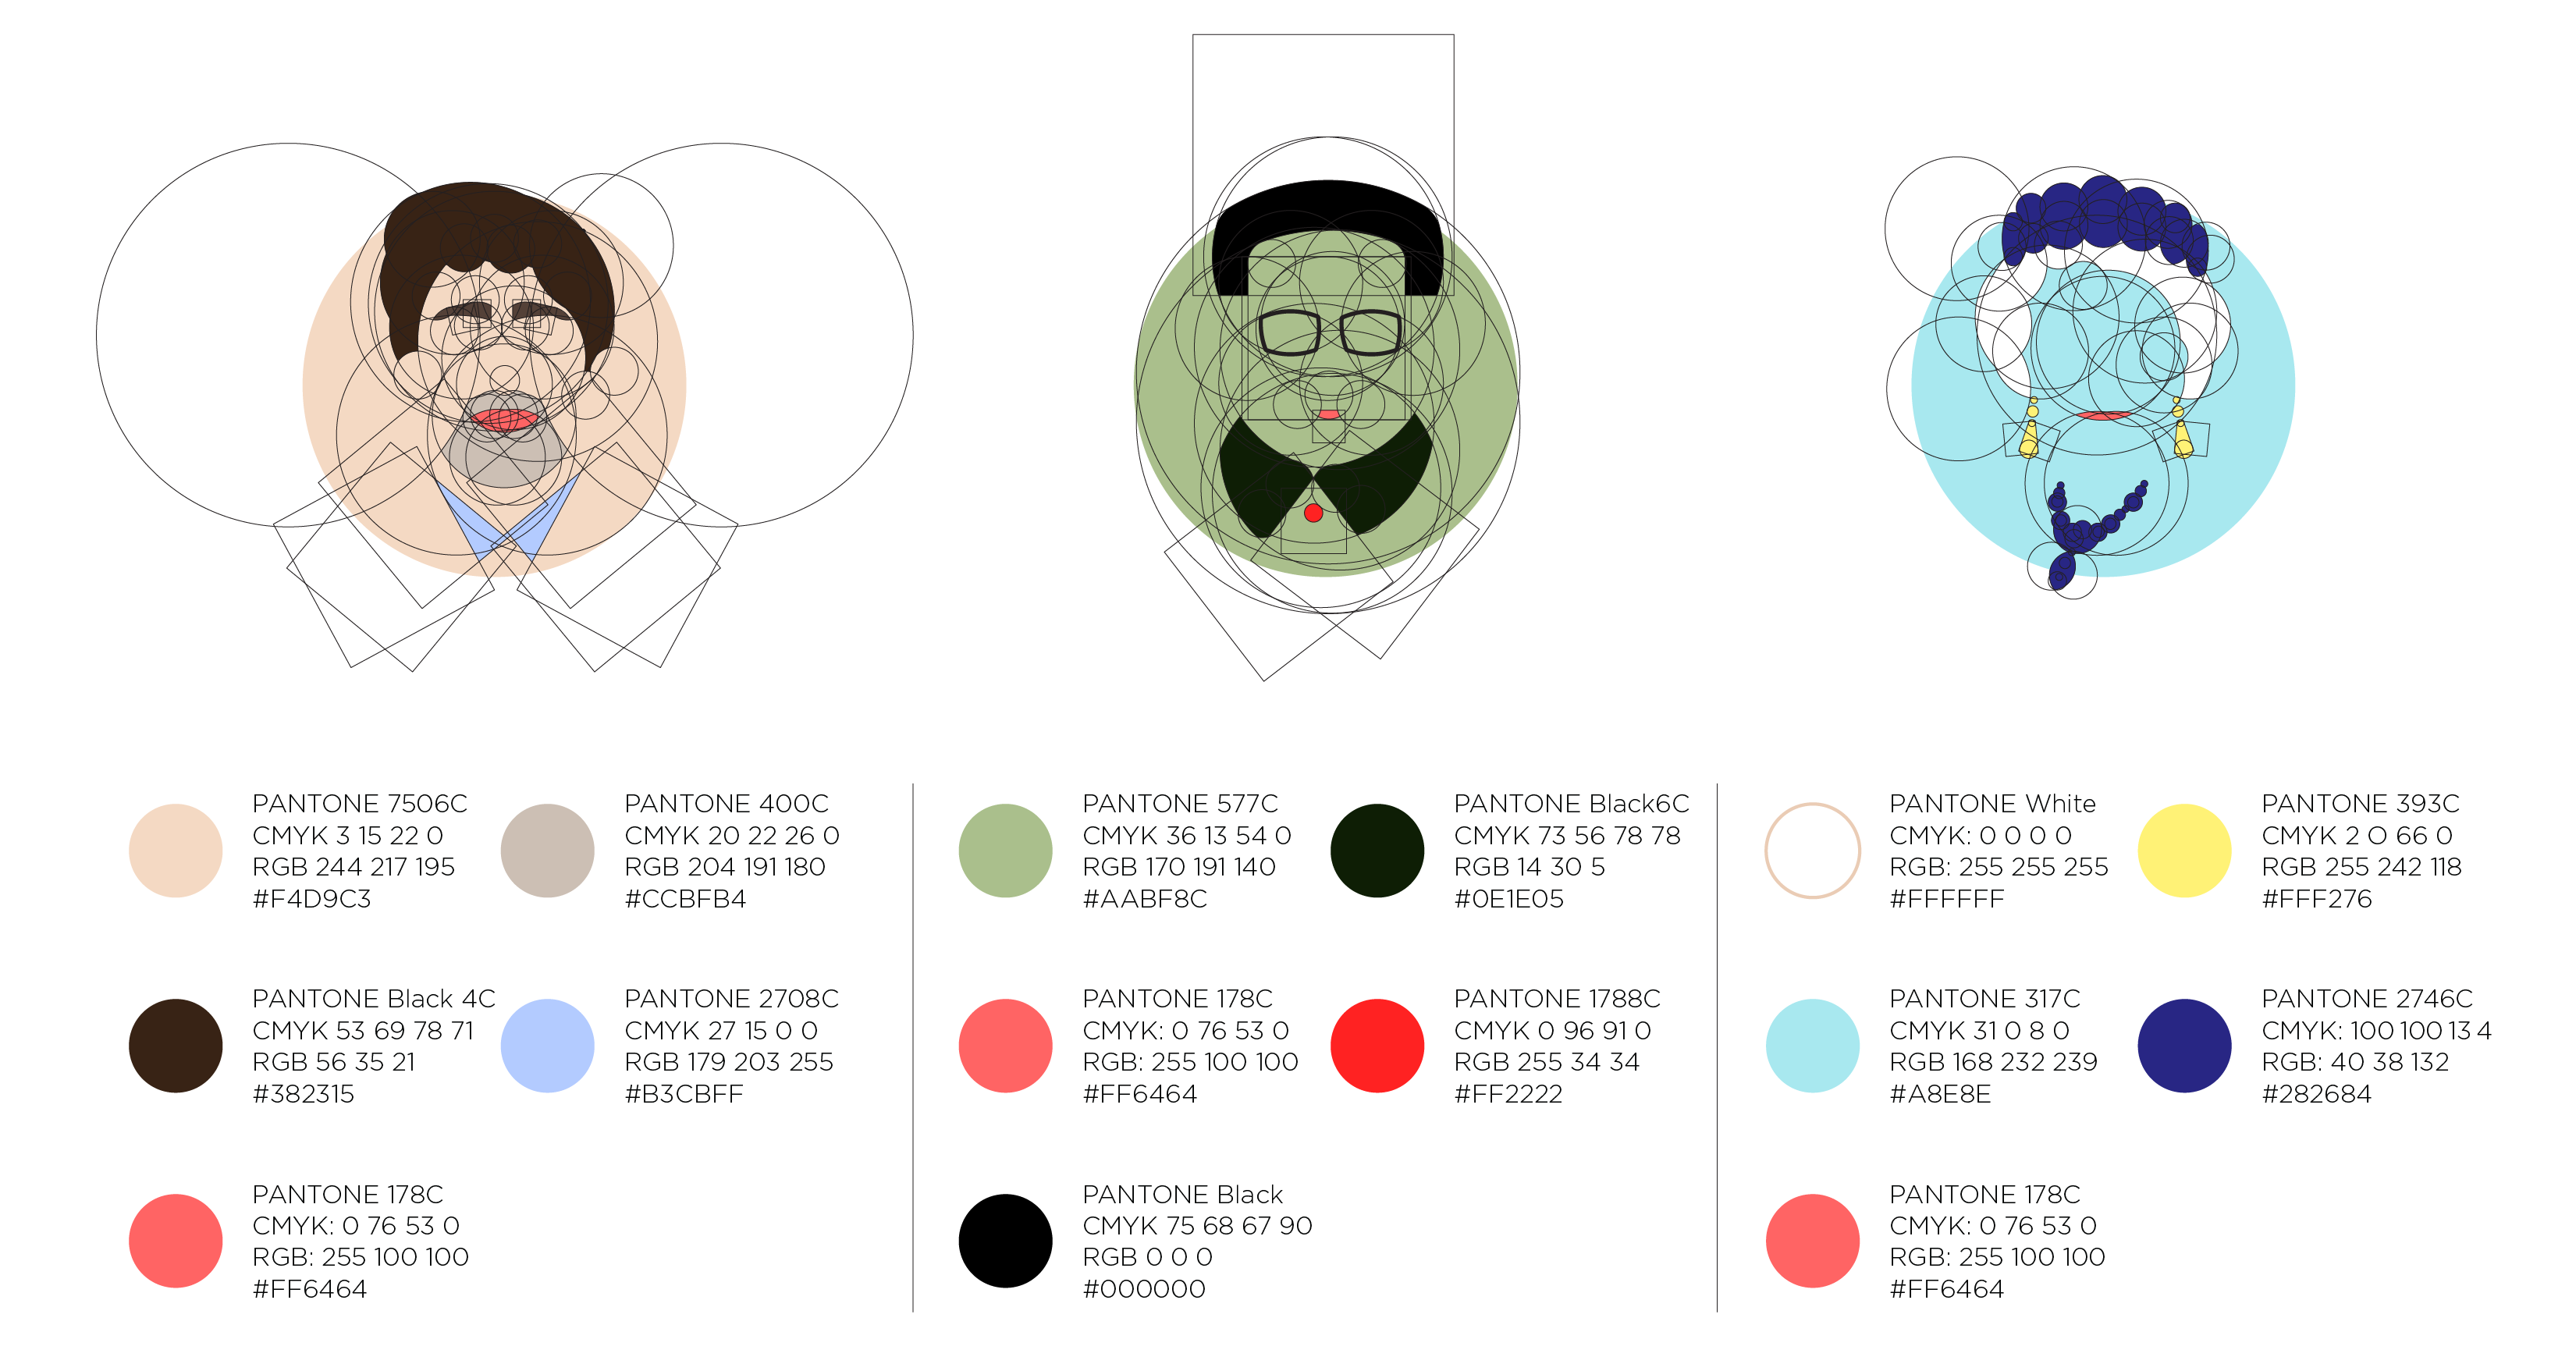 PANTONE 7506C
CMYK 3 15 22 0
RGB 244 217 195
#F4D9C3
PANTONE 400C
CMYK 20 22 26 0
RGB 204 191 180
#CCBFB4
PANTONE Black 4C
CMYK 53 69 78 71
RGB 56 35 21
#382315
PANTONE 2708C
CMYK 27 15 0 0
RGB 179 203 255
#B3CBFF
PANTONE 178C
CMYK: 0 76 53 0
RGB: 255 100 100
#FF6464
PANTONE 577C
CMYK 36 13 54 0
RGB 170 191 140
#AABF8C
PANTONE Black6C
CMYK 73 56 78 78
RGB 14 30 5
#0E1E05
PANTONE 178C
CMYK: 0 76 53 0
RGB: 255 100 100
#FF6464
PANTONE 1788C
CMYK 0 96 91 0
RGB 255 34 34
#FF2222
PANTONE Black
CMYK 75 68 67 90
RGB 0 0 0
#000000
PANTONE White
CMYK: 0 0 0 0
RGB: 255 255 255
#FFFFFF
PANTONE 393C
CMYK 2 O 66 0
RGB 255 242 118
#FFF276
PANTONE 317C
CMYK 31 0 8 0
RGB 168 232 239
#A8E8E
PANTONE 2746C
CMYK: 100 100 13 4
RGB: 40 38 132
#282684
PANTONE 178C
CMYK: 0 76 53 0
RGB: 255 100 100
#FF6464